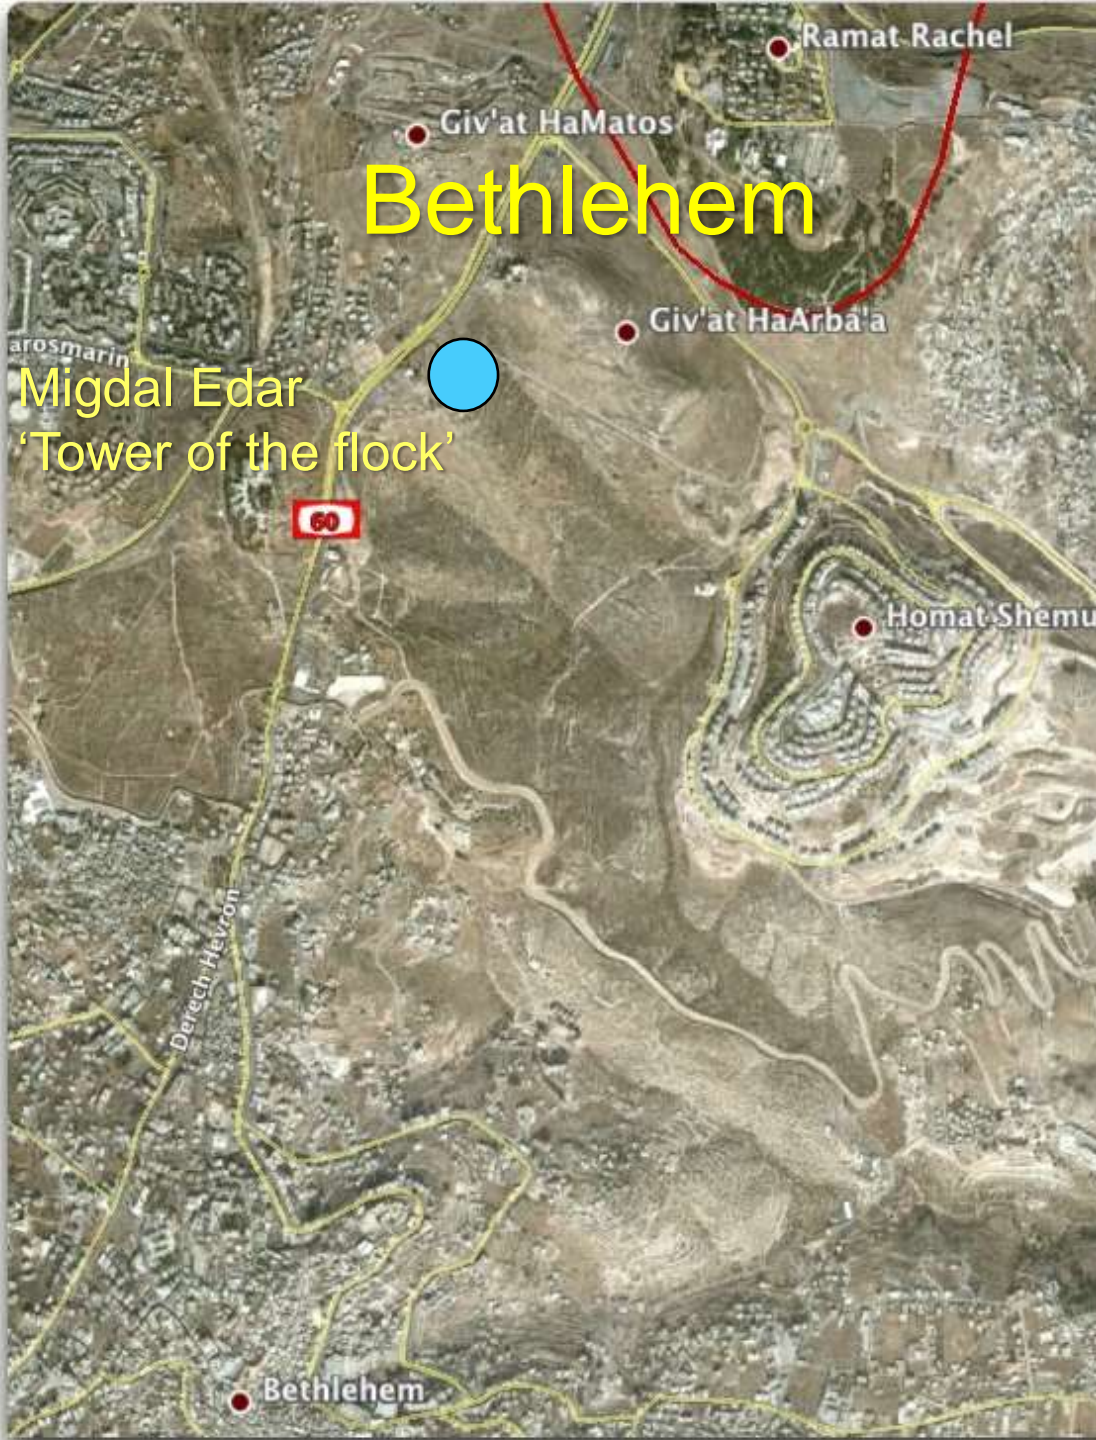 Ramat Rachel
Giv'at HaMatos
Bethlehem
Giv'at HaArba'a
arosmarin
Migdal Edar
‘Tower of the flock’
60
Homat Shemu
Derech Hevron
Bethlehem